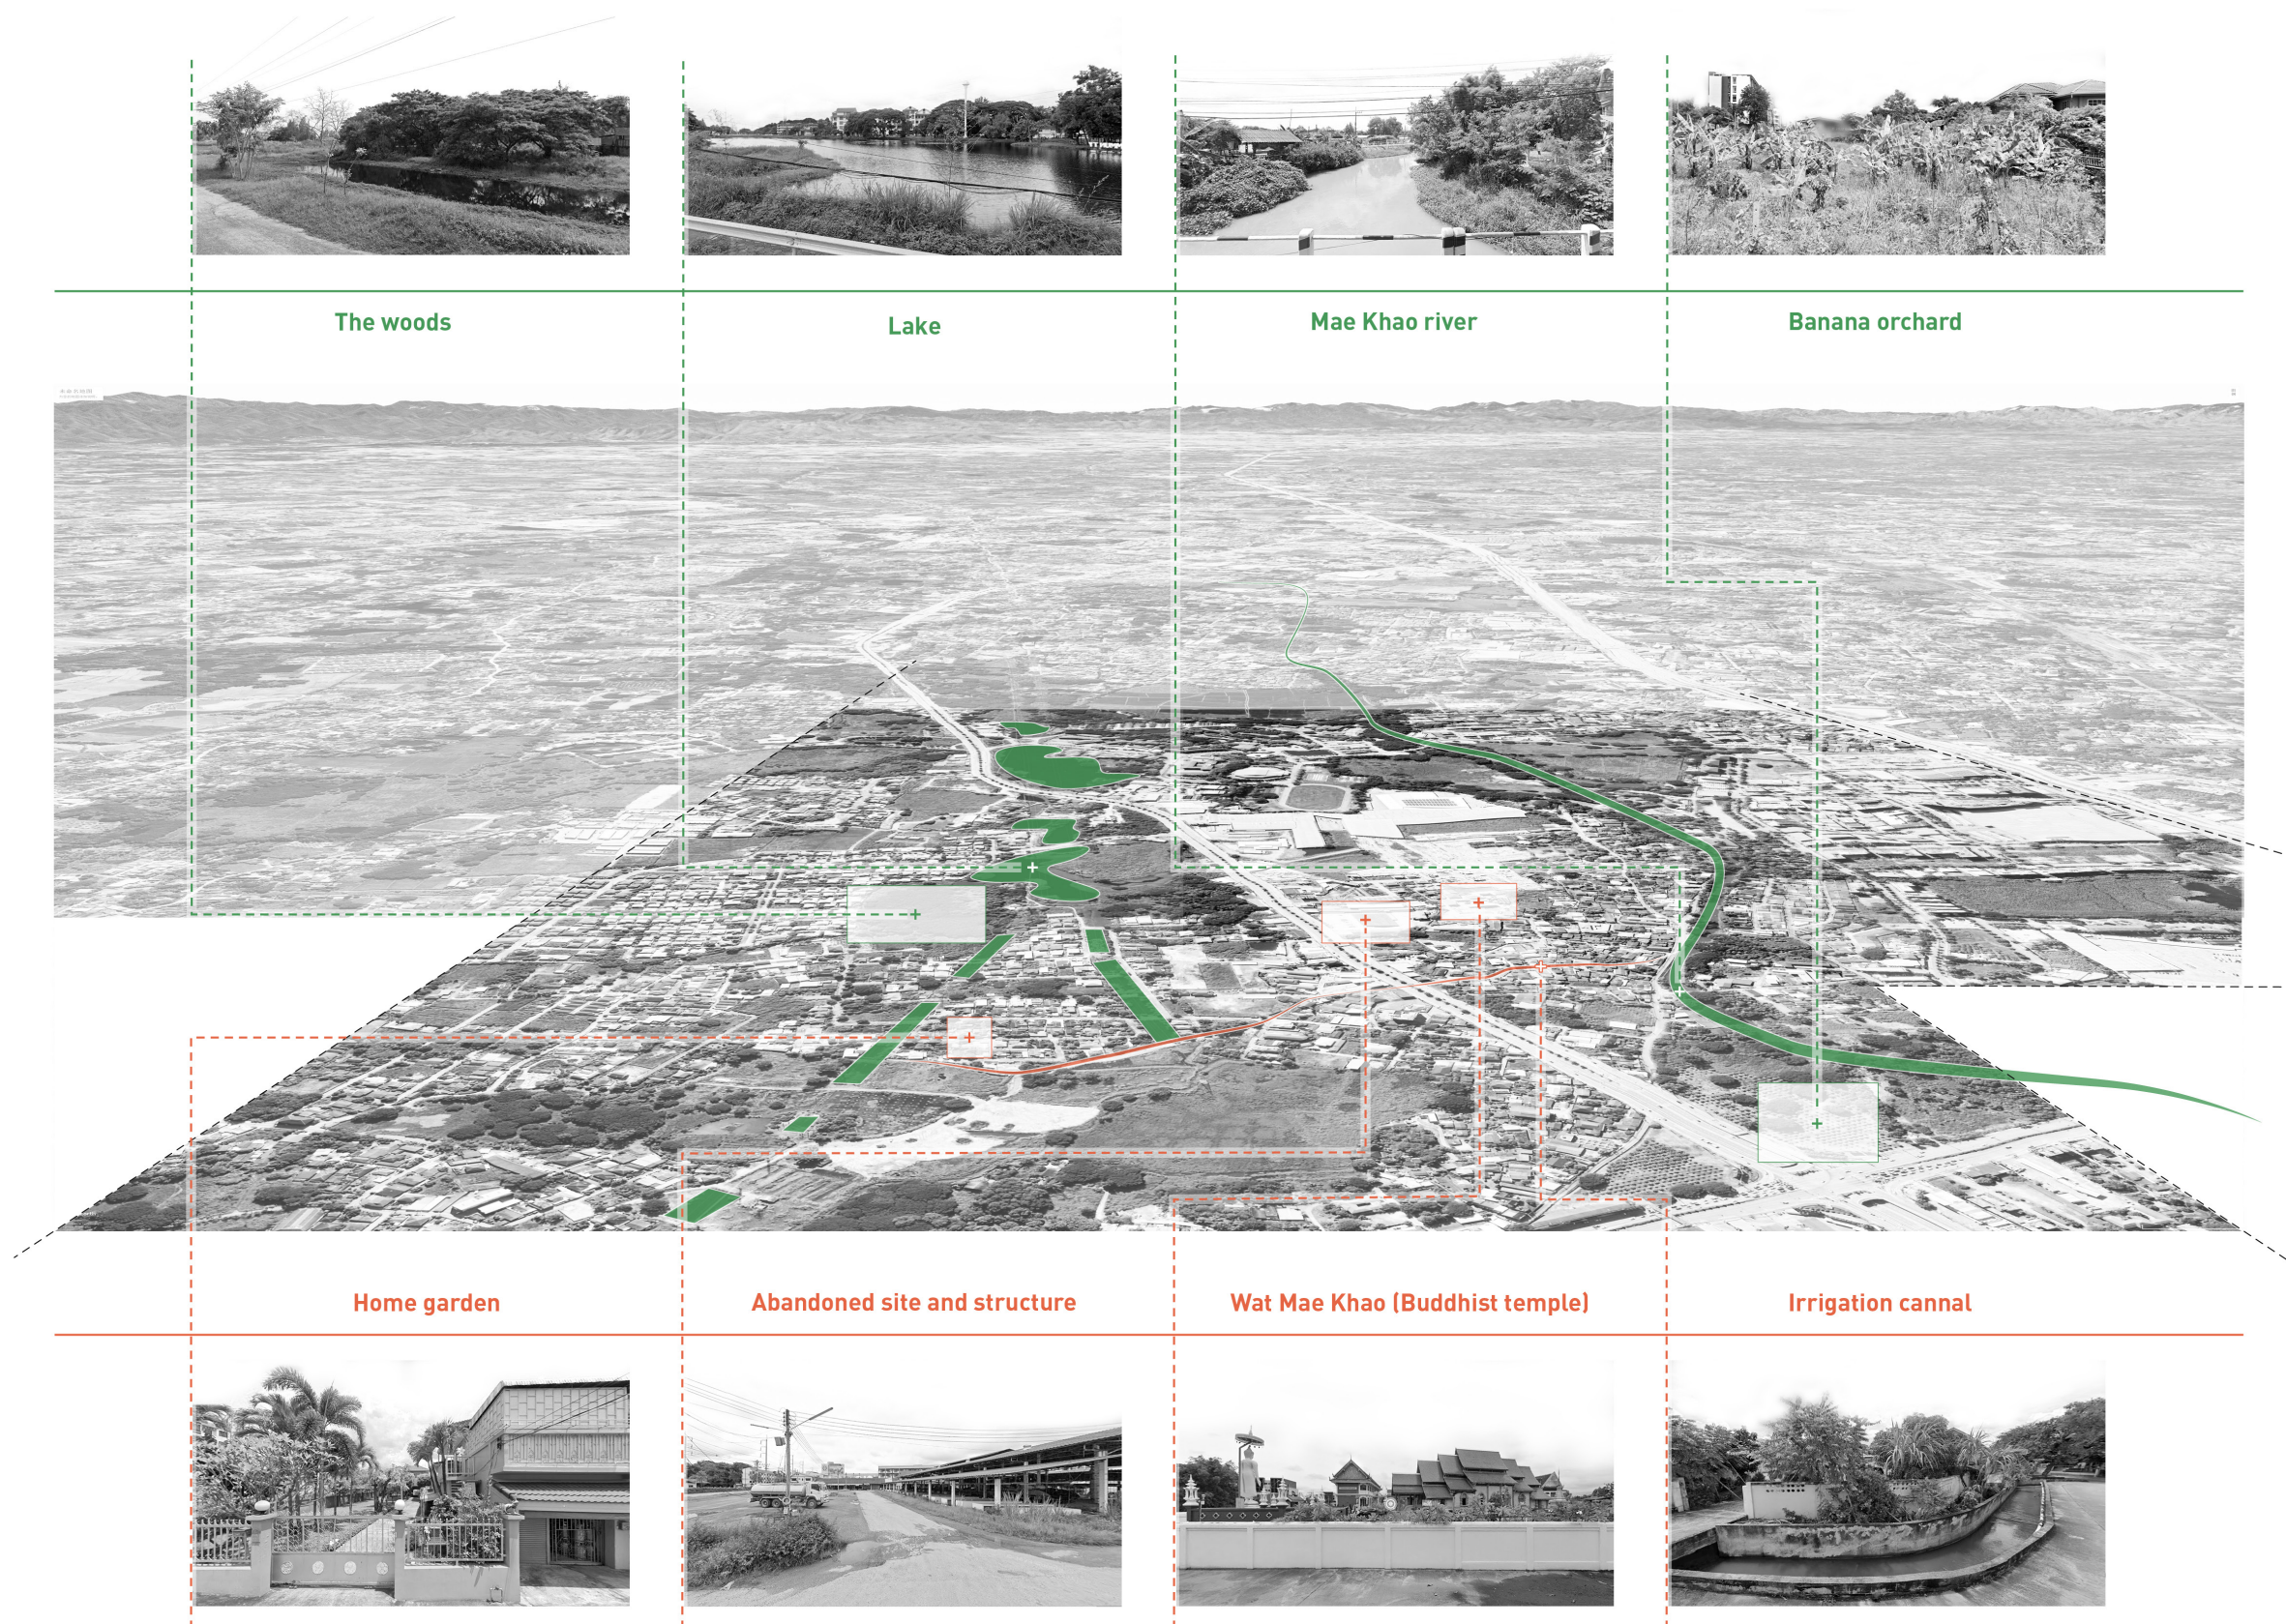 The woods
Lake
Mae Khao river
Banana orchard
Home garden
Abandoned site and structure
Wat Mae Khao (Buddhist temple)
Irrigation cannal